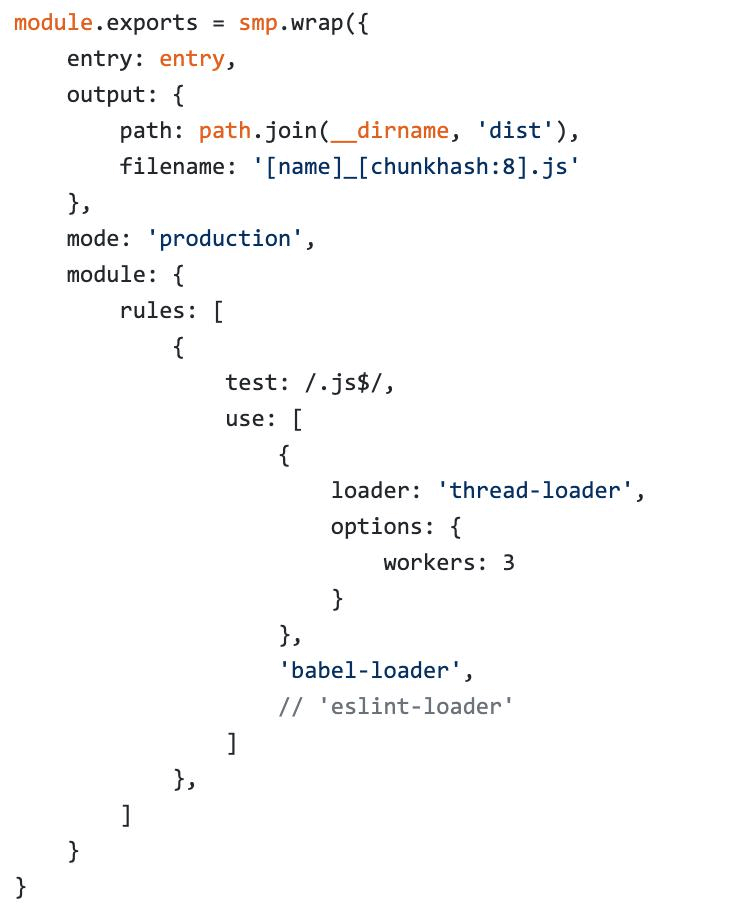 module.exports = smp.wrap({
    entry: entry,
    output: {
        path: path.join(__dirname, 'dist'),
        filename: '[name]_[chunkhash:8].js'
    },
    mode: 'production',
    module: {
        rules: [
            {
                test: /.js$/,
                use: [
                    {
                        loader: 'thread-loader',
                        options: {
                            workers: 3
                        }
                    },
                    'babel-loader',
                    // 'eslint-loader'
                ]
            },
        ]
    }
}